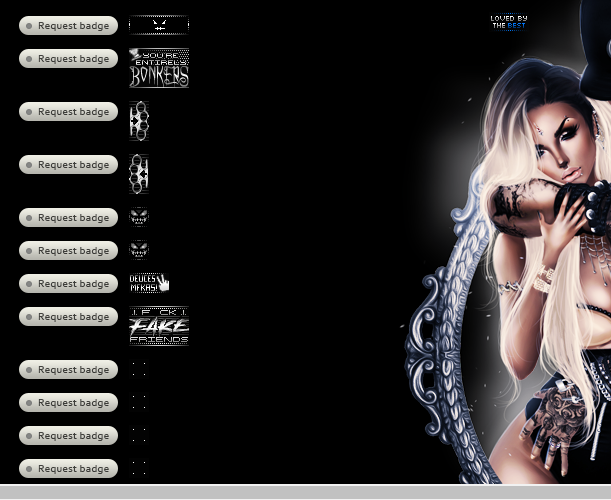 Request badge
LOVED BY
THE BEST
Request badge
YOU'RE
ENTIRELY
BONKERS
Request badge
Request badge
Request badge
Request badge
Request badge
DEUCES
MFKAS!
Request badge
.I. F CK .I.
FAKE
FRIENDS
Request badge
Request badge
Request badge
Request badge